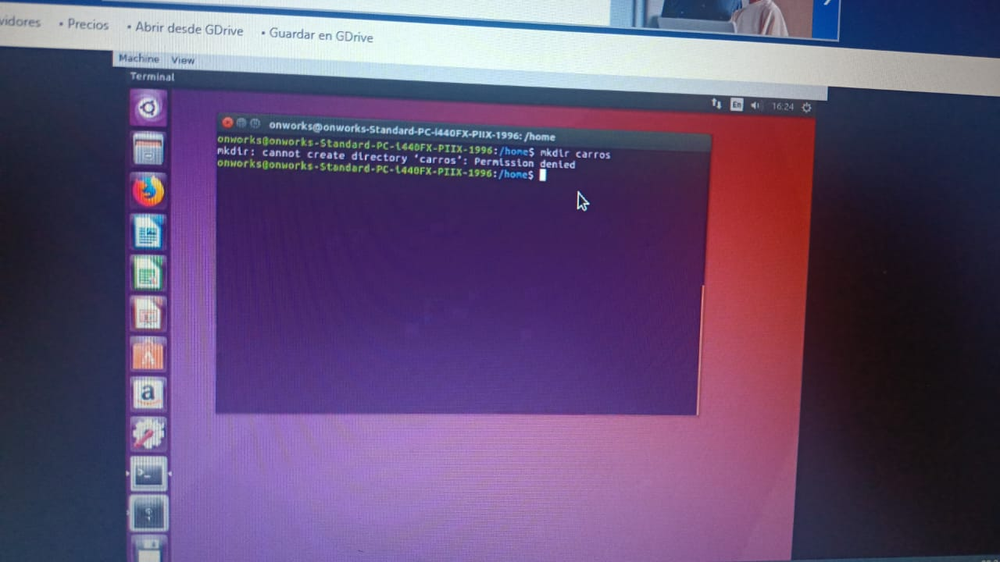 vidores • Precios • Abrir desde GDrive • Guardar en GDrive
Machine View
Terminal
En 16:24
onworks@onworks-Standard-PC-i440FX-PIIX-1996: /home
onworks@onworks-Standard-PC-i440FX-PIIX-1996:/home$ mkdir carros
mkdir: cannot create directory ‘carros’: Permission denied
onworks@onworks-Standard-PC-i440FX-PIIX-1996:/home$
a
>_